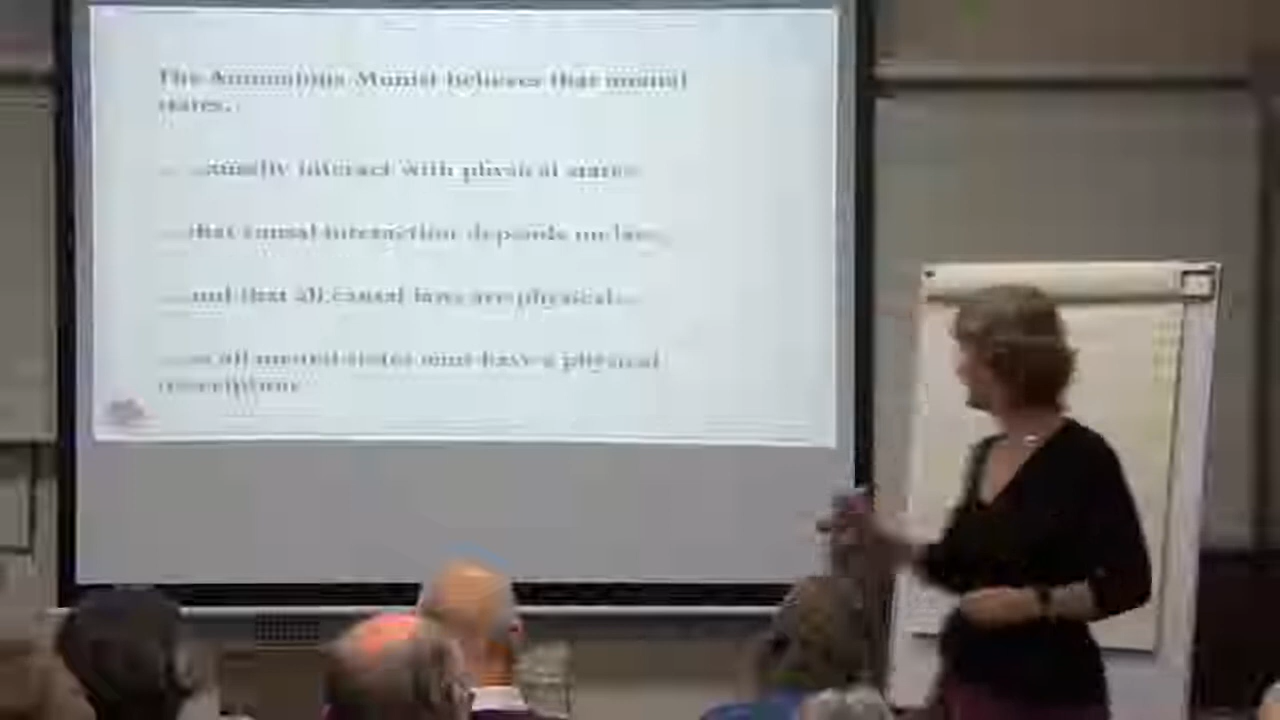 The Anomalous Monist believes that mental
states...
... causally interact with physical states
... that causal interaction depends on laws...
... and that all causal laws are physical...
... so all mental states must have a physical
description